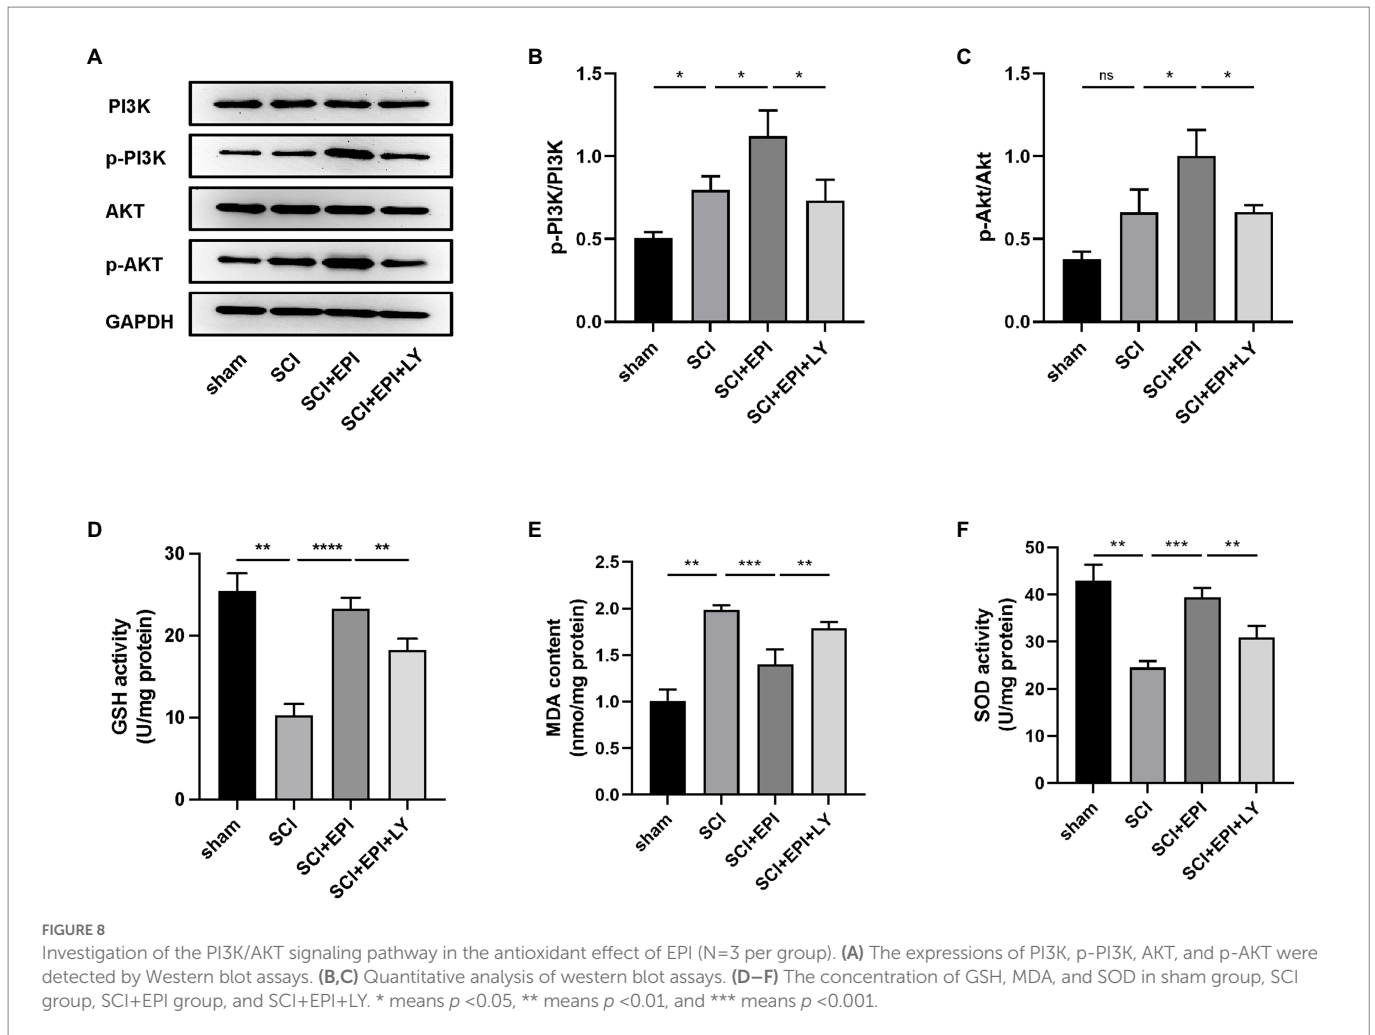 A
PI3K
p-PI3K
AKT
p-AKT
GAPDH
sham
SCI
SCI+EPI
SCI+EPI+LY
B
p-PI3K/PI3K
1.5
1.0
0.5
0.0
* * *
sham
SCI
SCI+EPI
SCI+EPI+LY
C
p-Akt/Akt
1.5
1.0
0.5
0.0
ns * *
sham
SCI
SCI+EPI
SCI+EPI+LY
D
GSH activity
(U/mg protein)
30
20
10
0
** **** **
sham
SCI
SCI+EPI
SCI+EPI+LY
E
MDA content
(nmo/mg protein)
2.5
2.0
1.5
1.0
0.5
0.0
** *** **
sham
SCI
SCI+EPI
SCI+EPI+LY
F
SOD activity
(U/mg protein)
50
40
30
20
10
0
** *** **
sham
SCI
SCI+EPI
SCI+EPI+LY
FIGURE 8
Investigation of the PI3K/AKT signaling pathway in the antioxidant effect of EPI (N=3 per group). (A) The expressions of PI3K, p-PI3K, AKT, and p-AKT were
detected by Western blot assays. (B,C) Quantitative analysis of western blot assays. (D–F) The concentration of GSH, MDA, and SOD in sham group, SCI
group, SCI+EPI group, and SCI+EPI+LY. * means p <0.05, ** means p <0.01, and *** means p <0.001.